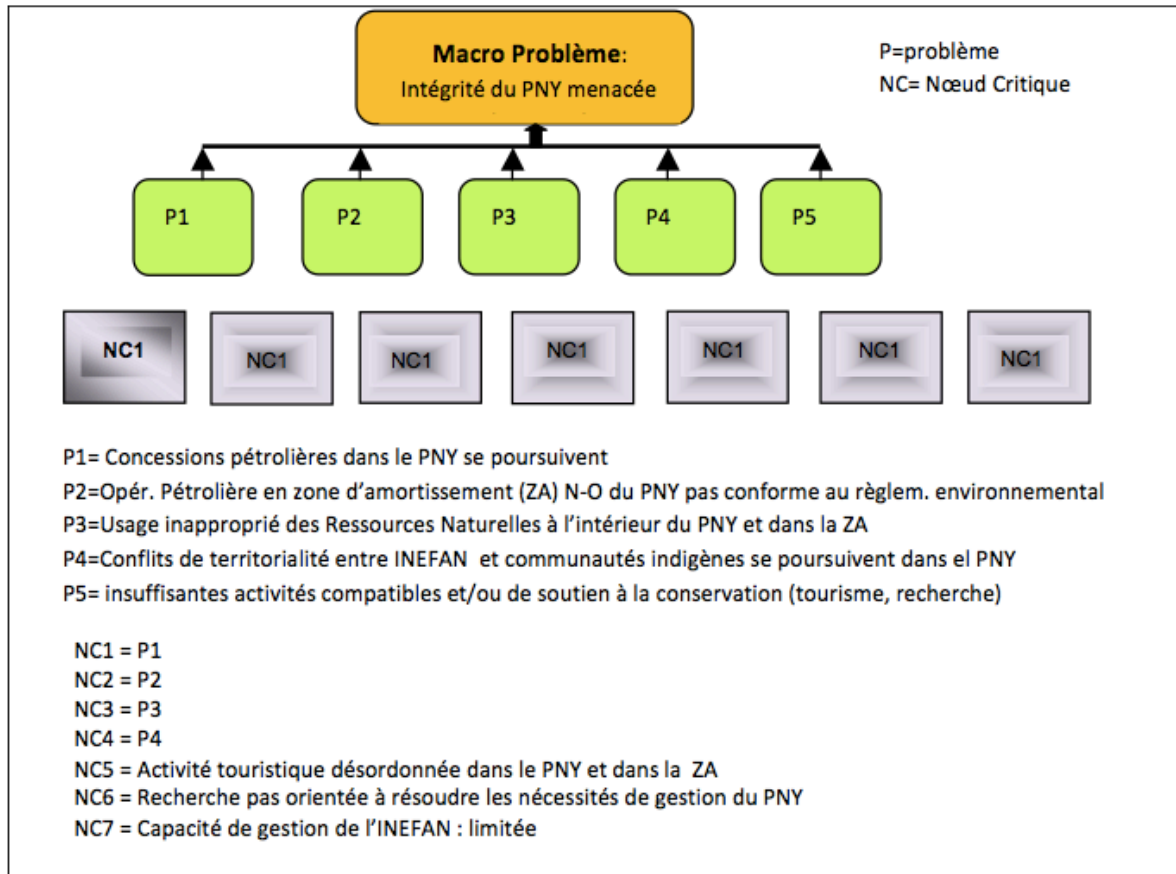 Macro Problème:
Intégrité du PNY menacée
P=problème
NC= Nœud Critique
P1
P2
P3
P4
P5
NC1
NC1
NC1
NC1
NC1
NC1
NC1
P1= Concessions pétrolières dans le PNY se poursuivent
P2=Opér. Pétrolière en zone d'amortissement (ZA) N-O du PNY pas conforme au règlem. environnemental
P3=Usage inapproprié des Ressources Naturelles à l'intérieur du PNY et dans la ZA
P4=Conflits de territorialité entre INEFAN et communautés indigènes se poursuivent dans el PNY
P5= insuffisantes activités compatibles et/ou de soutien à la conservation (tourisme, recherche)
NC1 = P1
NC2 = P2
NC3 = P3
NC4 = P4
NC5 = Activité touristique désordonnée dans le PNY et dans la ZA
NC6 = Recherche pas orientée à résoudre les nécessités de gestion du PNY
NC7 = Capacité de gestion de l'INEFAN : limitée